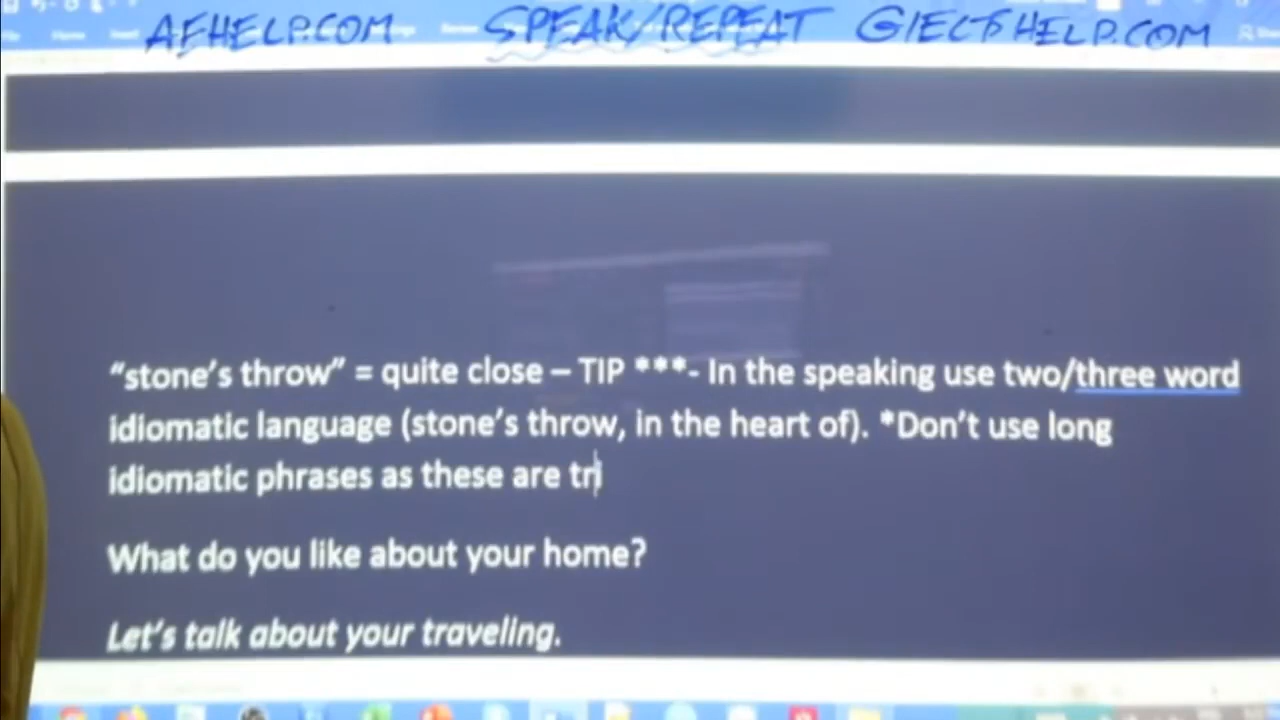 AEHELP.COM SPEAK/REPEAT GIELTSHELP.COM
“stone’s throw” = quite close – TIP ***- In the speaking use two/three word
idiomatic language (stone’s throw, in the heart of). *Don’t use long
idiomatic phrases as these are tri
What do you like about your home?
Let’s talk about your traveling.